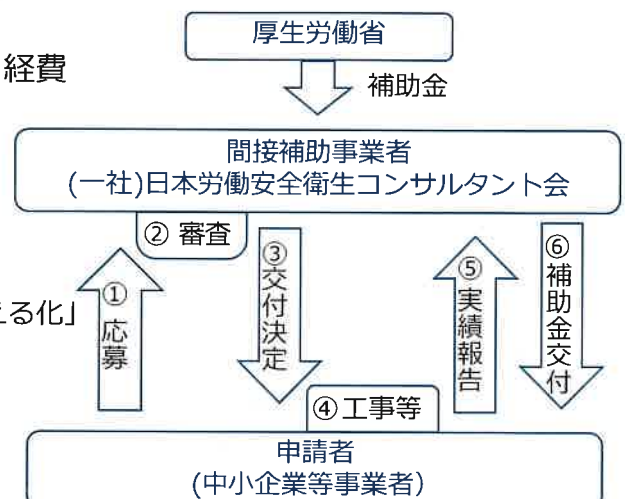 厚生労働省
経費
補助金
間接補助事業者
(一社)日本労働安全衛生コンサルタント会
② 審査
①応募
③交付決定
⑤実績報告
⑥補助金交付
える化」
④工事等
申請者
(中小企業等事業者)